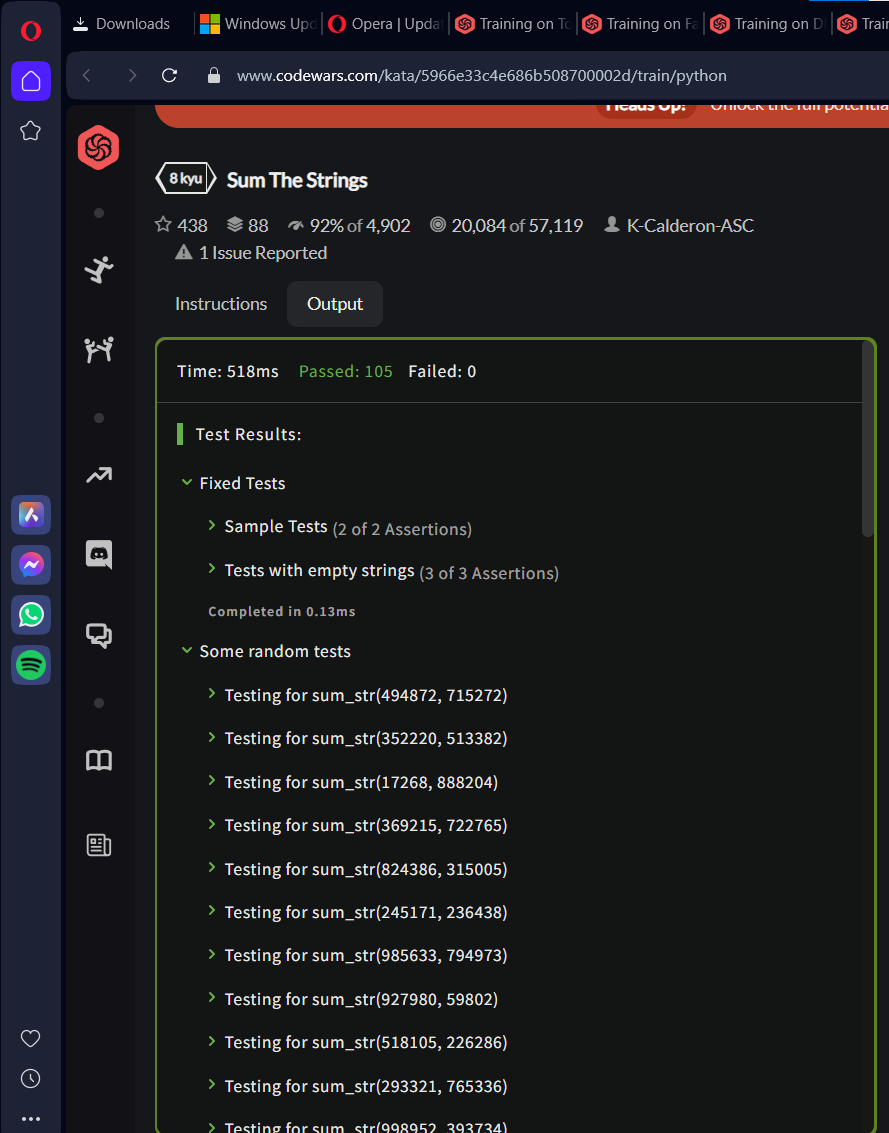 Downloads Windows Upd Opera | Upda Training on To Training on Fa Training on D Train
www.codewars.com/kata/5966e33c4e686b508700002d/train/python
Heads Up! Unlock the full potentia
8 kyu Sum The Strings
438 88 92% of 4,902 20,084 of 57,119 K-Calderon-ASC
1 Issue Reported
Instructions Output
Time: 518ms Passed: 105 Failed: 0
Test Results:
Fixed Tests
Sample Tests (2 of 2 Assertions)
Tests with empty strings (3 of 3 Assertions)
Completed in 0.13ms
Some random tests
Testing for sum_str(494872, 715272)
Testing for sum_str(352220, 513382)
Testing for sum_str(17268, 888204)
Testing for sum_str(369215, 722765)
Testing for sum_str(824386, 315005)
Testing for sum_str(245171, 236438)
Testing for sum_str(985633, 794973)
Testing for sum_str(927980, 59802)
Testing for sum_str(518105, 226286)
Testing for sum_str(293321, 765336)
Testing for sum_str(998952, 393734)